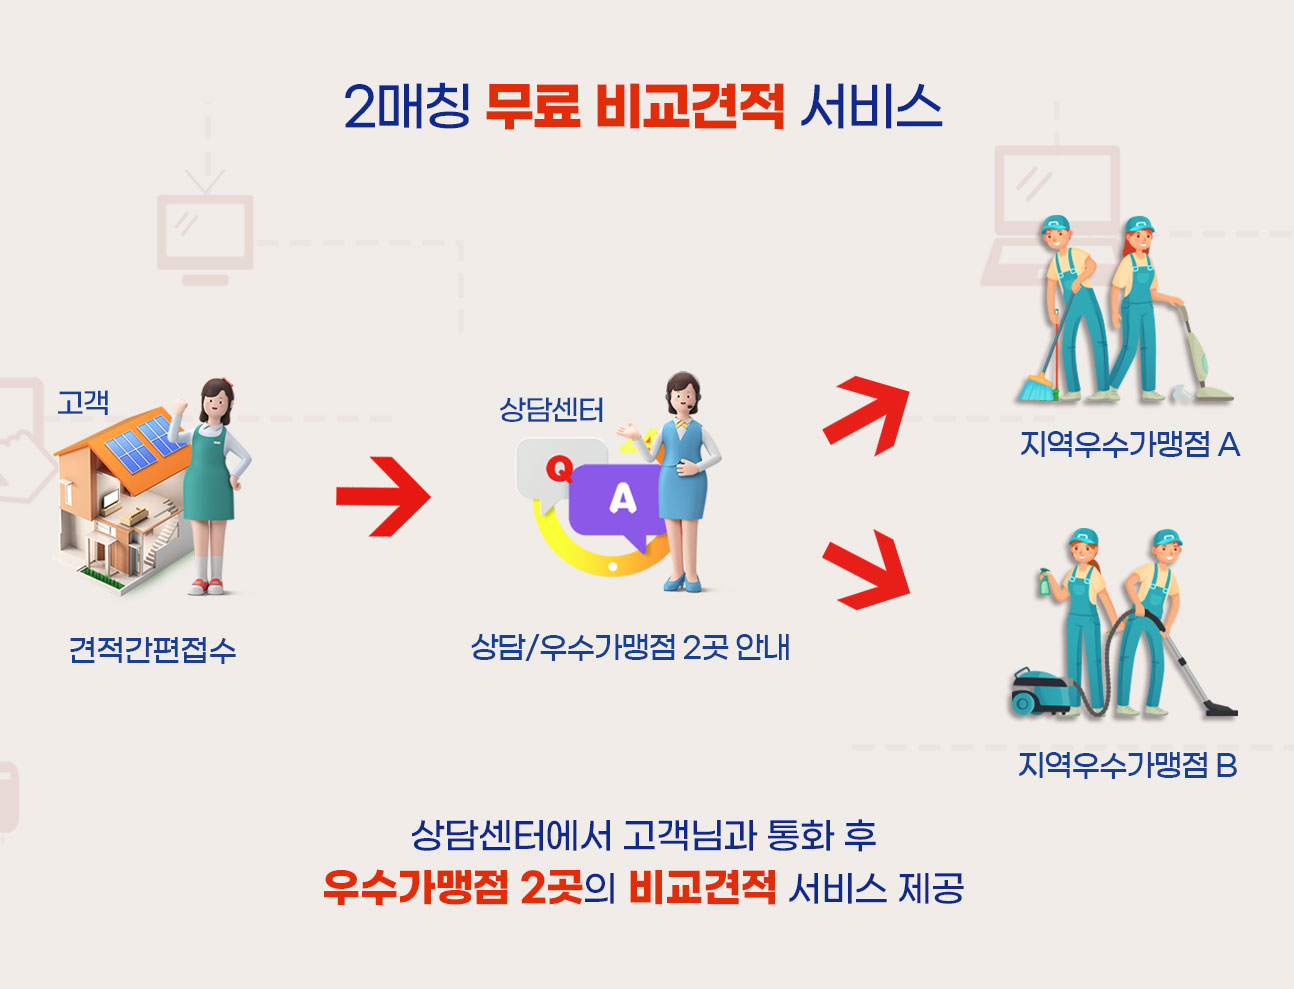 2매칭 무료 비교견적 서비스
고객
견적간편접수
상담센터
Q
A
상담/우수가맹점 2곳 안내
지역우수가맹점 A
지역우수가맹점 B
상담센터에서 고객님과 통화 후
우수가맹점 2곳의 비교견적 서비스 제공